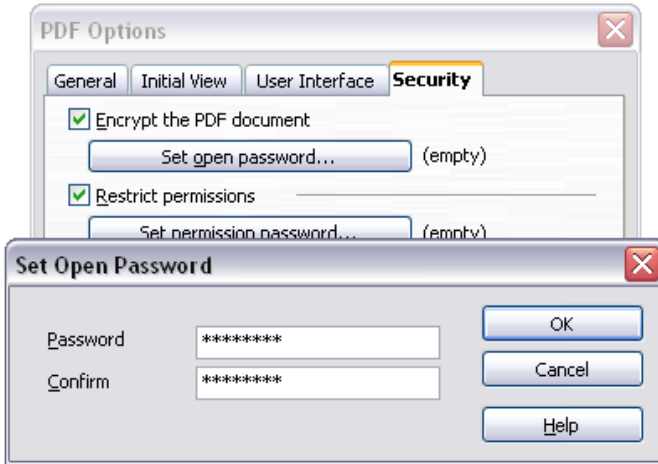 PDF Options
General Initial View User Interface Security
Encrypt the PDF document
Set open password... (empty)
Restrict permissions
Set permission password... (empty)
Set Open Password
Password ******** OK
Confirm ******** Cancel
Help